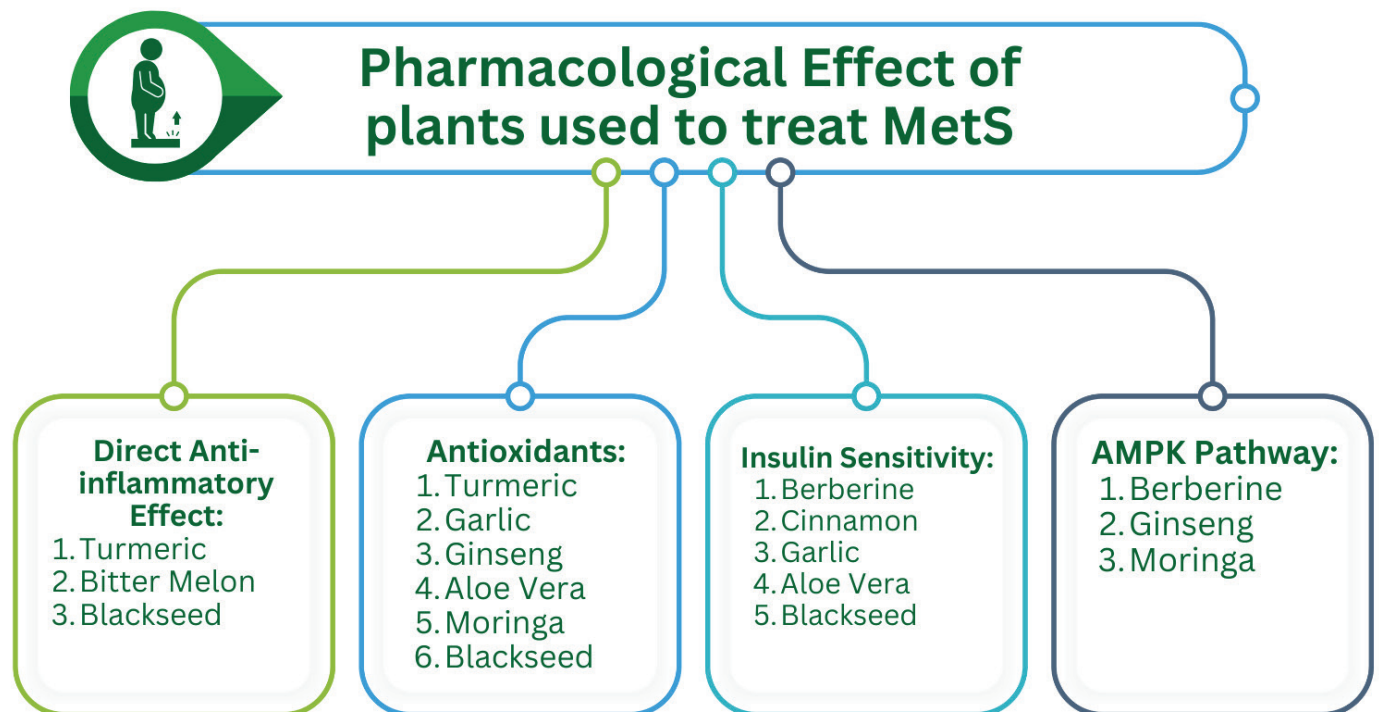 Pharmacological Effect of
plants used to treat MetS
Direct Anti-
inflammatory
Effect:
1. Turmeric
2. Bitter Melon
3. Blackseed
Antioxidants:
1. Turmeric
2. Garlic
3. Ginseng
4. Aloe Vera
5. Moringa
6. Blackseed
Insulin Sensitivity:
1. Berberine
2. Cinnamon
3. Garlic
4. Aloe Vera
5. Blackseed
AMPK Pathway:
1. Berberine
2. Ginseng
3. Moringa